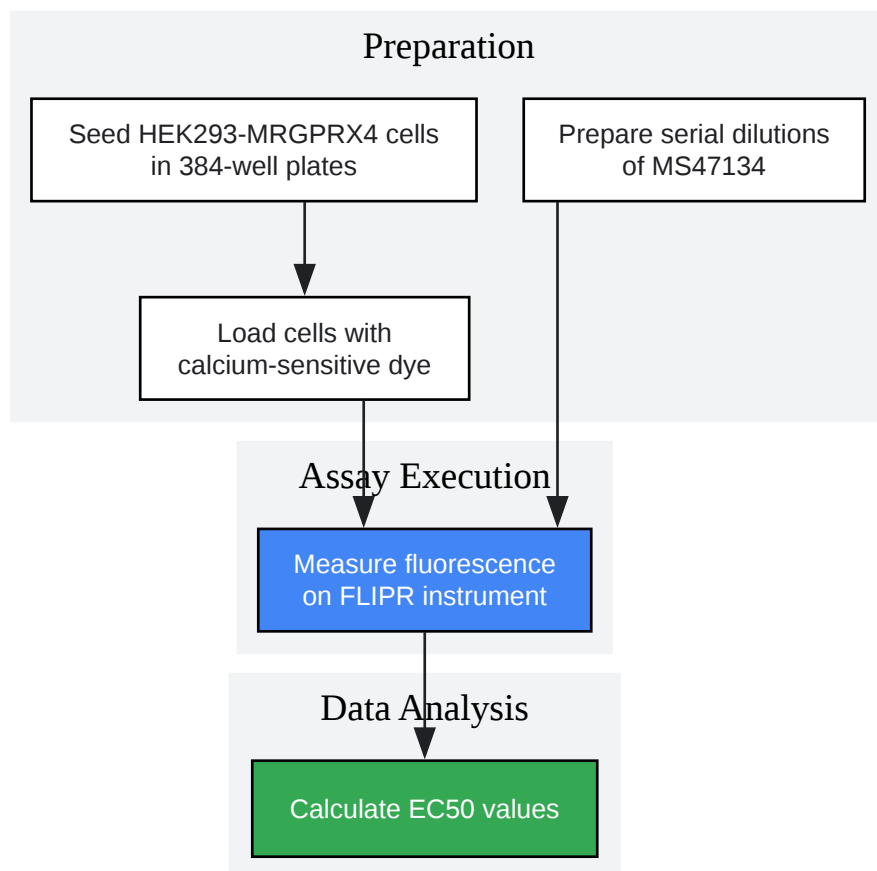 Preparation
Seed HEK293-MRGPRX4 cells
in 384-well plates
Prepare serial dilutions
of MS47134
Load cells with
calcium-sensitive dye
Assay Execution
Measure fluorescence
on FLIPR instrument
Data Analysis
Calculate EC50 values